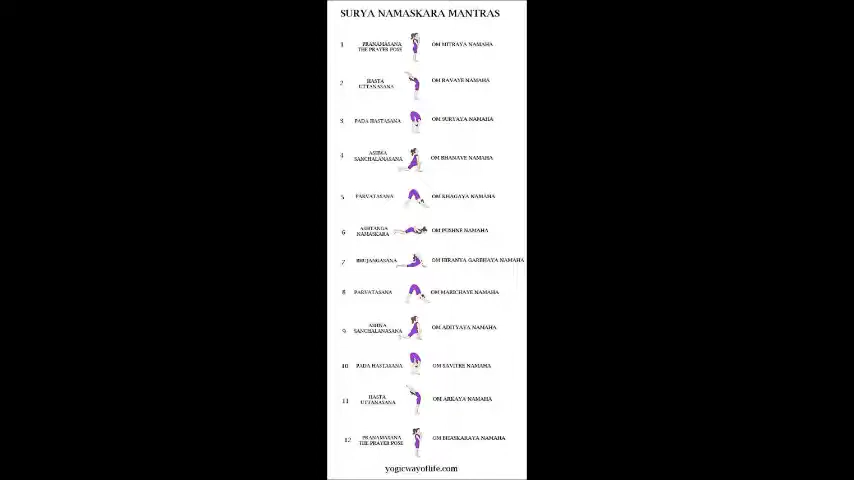 SURYA NAMASKARA MANTRAS
1 PRANAMASANA THE PRAYER POSE OM MITRAYA NAMAHA
2 HASTA UTTANASANA OM RAVAYE NAMAHA
3 PADA HASTASANA OM SURYAYA NAMAHA
4 ASHWA SANCHALANASANA OM BHANAVE NAMAHA
5 PARVATASANA OM KHAGAYA NAMAHA
6 ASHTANGA NAMASKARA OM PUSHNE NAMAHA
7 BHUJANGASANA OM HIRANYA GARBHAYA NAMAHA
8 PARVATASANA OM MARICHAYE NAMAHA
9 ASHWA SANCHALANASANA OM ADITYAYA NAMAHA
10 PADA HASTASANA OM SAVITRE NAMAHA
11 HASTA UTTANASANA OM ARKAYA NAMAHA
12 PRANAMASANA THE PRAYER POSE OM BHASKARAYA NAMAHA
yogicwayoflife.com